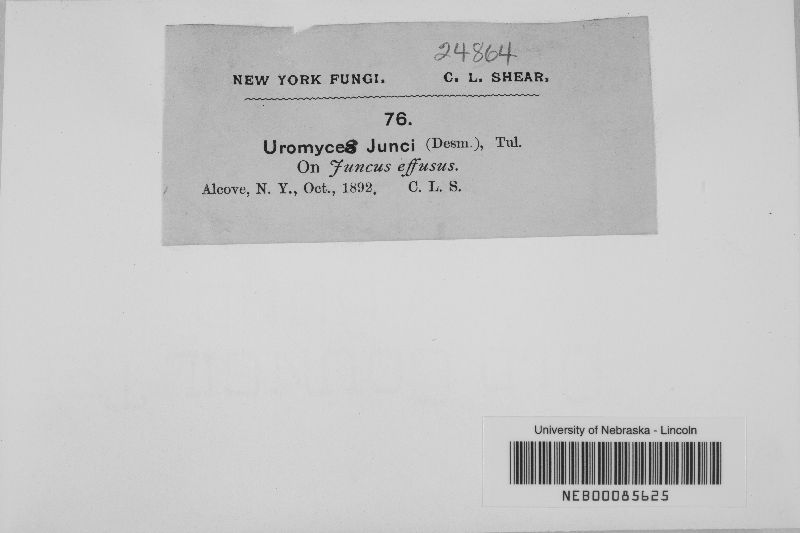 24864
NEW YORK FUNGI. C. L. SHEAR.
76.
Uromyces Junci (Desm.), Tul.
On Juncus effusus.
Alcove, N. Y., Oct., 1892. C. L. S.
University of Nebraska - Lincoln
NEB00085625